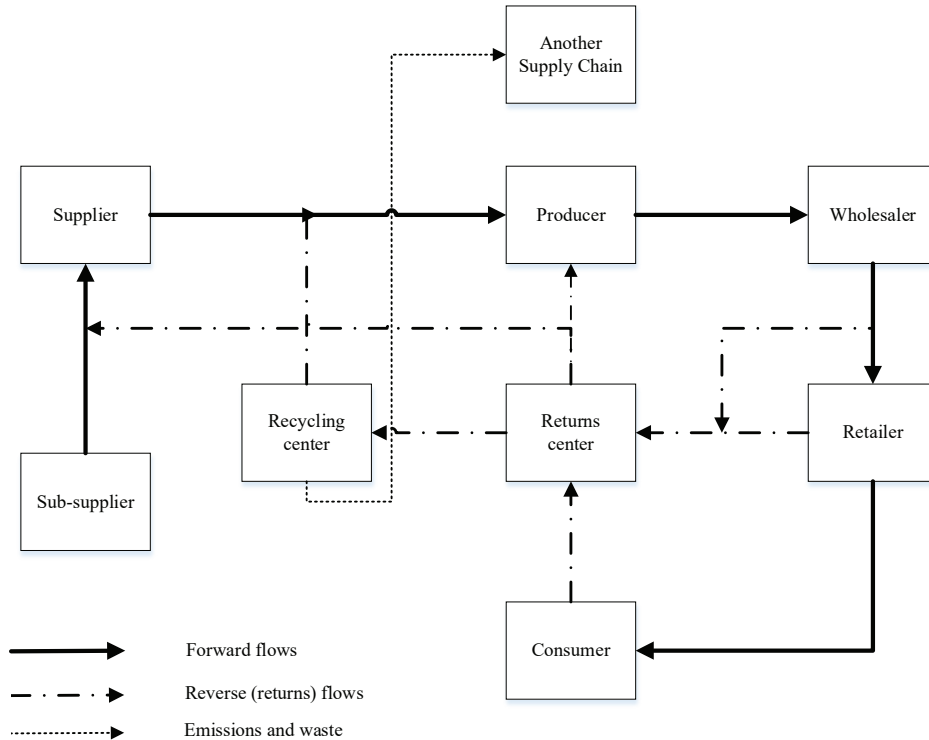 Another
Supply Chain
Supplier
Producer
Wholesaler
Recycling
center
Returns
center
Retailer
Sub-supplier
Consumer
Forward flows
Reverse (returns) flows
Emissions and waste